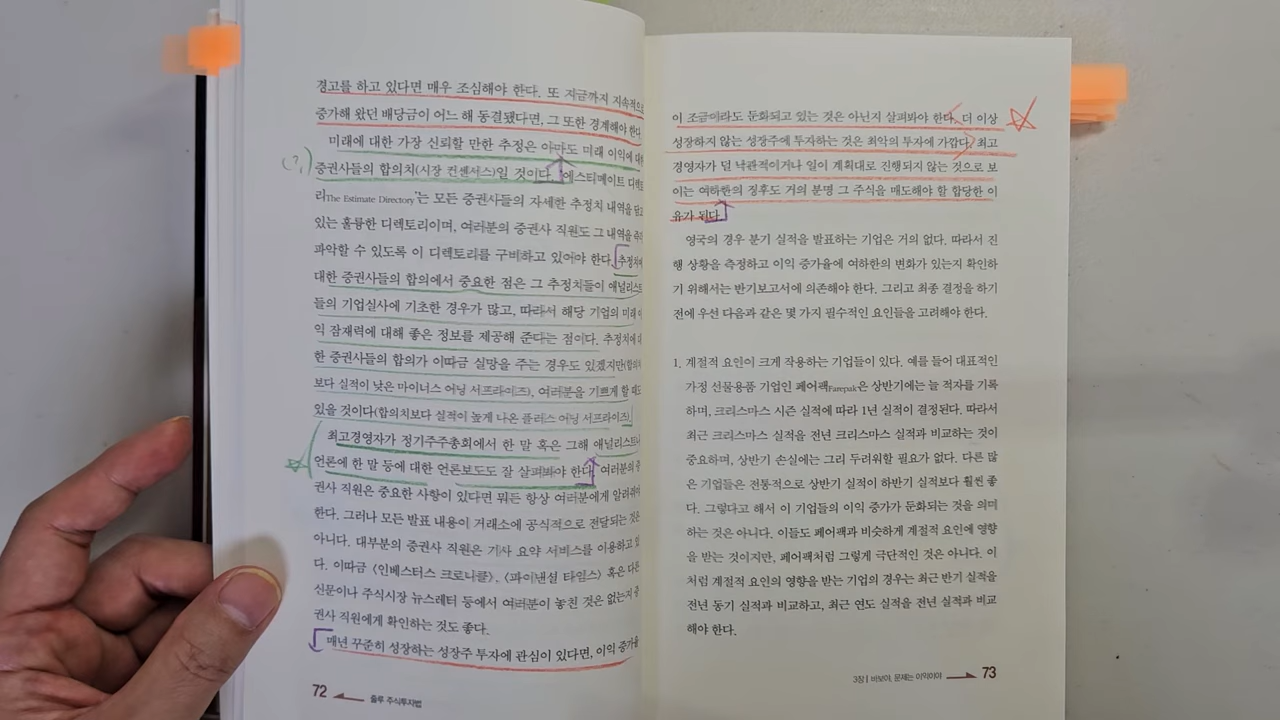 경고를 하고 있다면 매우 조심해야 한다. 또 지금까지 지속적으로
증가해 왔던 배당금이 어느 해 동결됐다면, 그 또한 경계해야 한다.
미래에 대한 가장 신뢰할 만한 추정은 아마도 미래 이익에 대한
(?)
증권사들의 합의치(시장 컨센서스)일 것이다. 에스티메이트 디렉토
리The Estimate Directory는 모든 증권사들의 자세한 추정치 내역을 담고
있는 훌륭한 디렉토리이며, 여러분의 증권사 직원도 그 내역을
파악할 수 있도록 이 디렉토리를 구비하고 있어야 한다. 추정치에
대한 증권사들의 합의에서 중요한 점은 그 추정치들이 애널리스트
들의 기업실사에 기초한 경우가 많고, 따라서 해당 기업의 미래 이
익 잠재력에 대해 좋은 정보를 제공해 준다는 점이다. 추정치에 대
한 증권사들의 합의가 이따금 실망을 주는 경우도 있겠지만(합의치
보다 실적이 낮은 마이너스 어닝 서프라이즈), 여러분을 기쁘게 할 때도
있을 것이다(합의치보다 실적이 높게 나온 플러스 어닝 서프라이즈).
최고경영자가 정기주주총회에서 한 말 혹은 그해 애널리스트나
언론에 한 말 등에 대한 언론보도도 잘 살펴봐야 한다. 여러분의 증
권사 직원은 중요한 사항이 있다면 뭐든 항상 여러분에게 알려줘야
한다. 그러나 모든 발표 내용이 거래소에 공식적으로 전달되는 것은
아니다. 대부분의 증권사 직원은 기사 요약 서비스를 이용하고 있
다. 이따금 〈인베스터스 크로니클〉, 〈파이낸셜 타임스〉 혹은 다른
신문이나 주식시장 뉴스레터 등에서 여러분이 놓친 것은 없는지 증
권사 직원에게 확인하는 것도 좋다.
매년 꾸준히 성장하는 성장주 투자에 관심이 있다면, 이익 증가율
72 줄루 주식투자법
이 조금이라도 둔화되고 있는 것은 아닌지 살펴봐야 한다. 더 이상
성장하지 않는 성장주에 투자하는 것은 최악의 투자에 가깝다. 최고
경영자가 덜 낙관적이거나 일이 계획대로 진행되지 않는 것으로 보
이는 여하한의 징후도 거의 분명 그 주식을 매도해야 할 합당한 이
유가 된다.
영국의 경우 분기 실적을 발표하는 기업은 거의 없다. 따라서 진
행 상황을 측정하고 이익 증가율에 여하한의 변화가 있는지 확인하
기 위해서는 반기보고서에 의존해야 한다. 그리고 최종 결정을 하기
전에 우선 다음과 같은 몇 가지 필수적인 요인들을 고려해야 한다.
1. 계절적 요인이 크게 작용하는 기업들이 있다. 예를 들어 대표적인
가정 선물용품 기업인 페어팩Farepak은 상반기에는 늘 적자를 기록
하며, 크리스마스 시즌 실적에 따라 1년 실적이 결정된다. 따라서
최근 크리스마스 실적을 전년 크리스마스 실적과 비교하는 것이
중요하며, 상반기 손실에는 그리 두려워할 필요가 없다. 다른 많
은 기업들은 전통적으로 상반기 실적이 하반기 실적보다 훨씬 좋
다. 그렇다고 해서 이 기업들의 이익 증가가 둔화되는 것을 의미
하는 것은 아니다. 이들도 페어팩과 비슷하게 계절적 요인에 영향
을 받는 것이지만, 페어팩처럼 그렇게 극단적인 것은 아니다. 이
처럼 계절적 요인의 영향을 받는 기업의 경우는 최근 반기 실적을
전년 동기 실적과 비교하고, 최근 연도 실적을 전년 실적과 비교
해야 한다.
3장 | 바보야, 문제는 이익이야 73